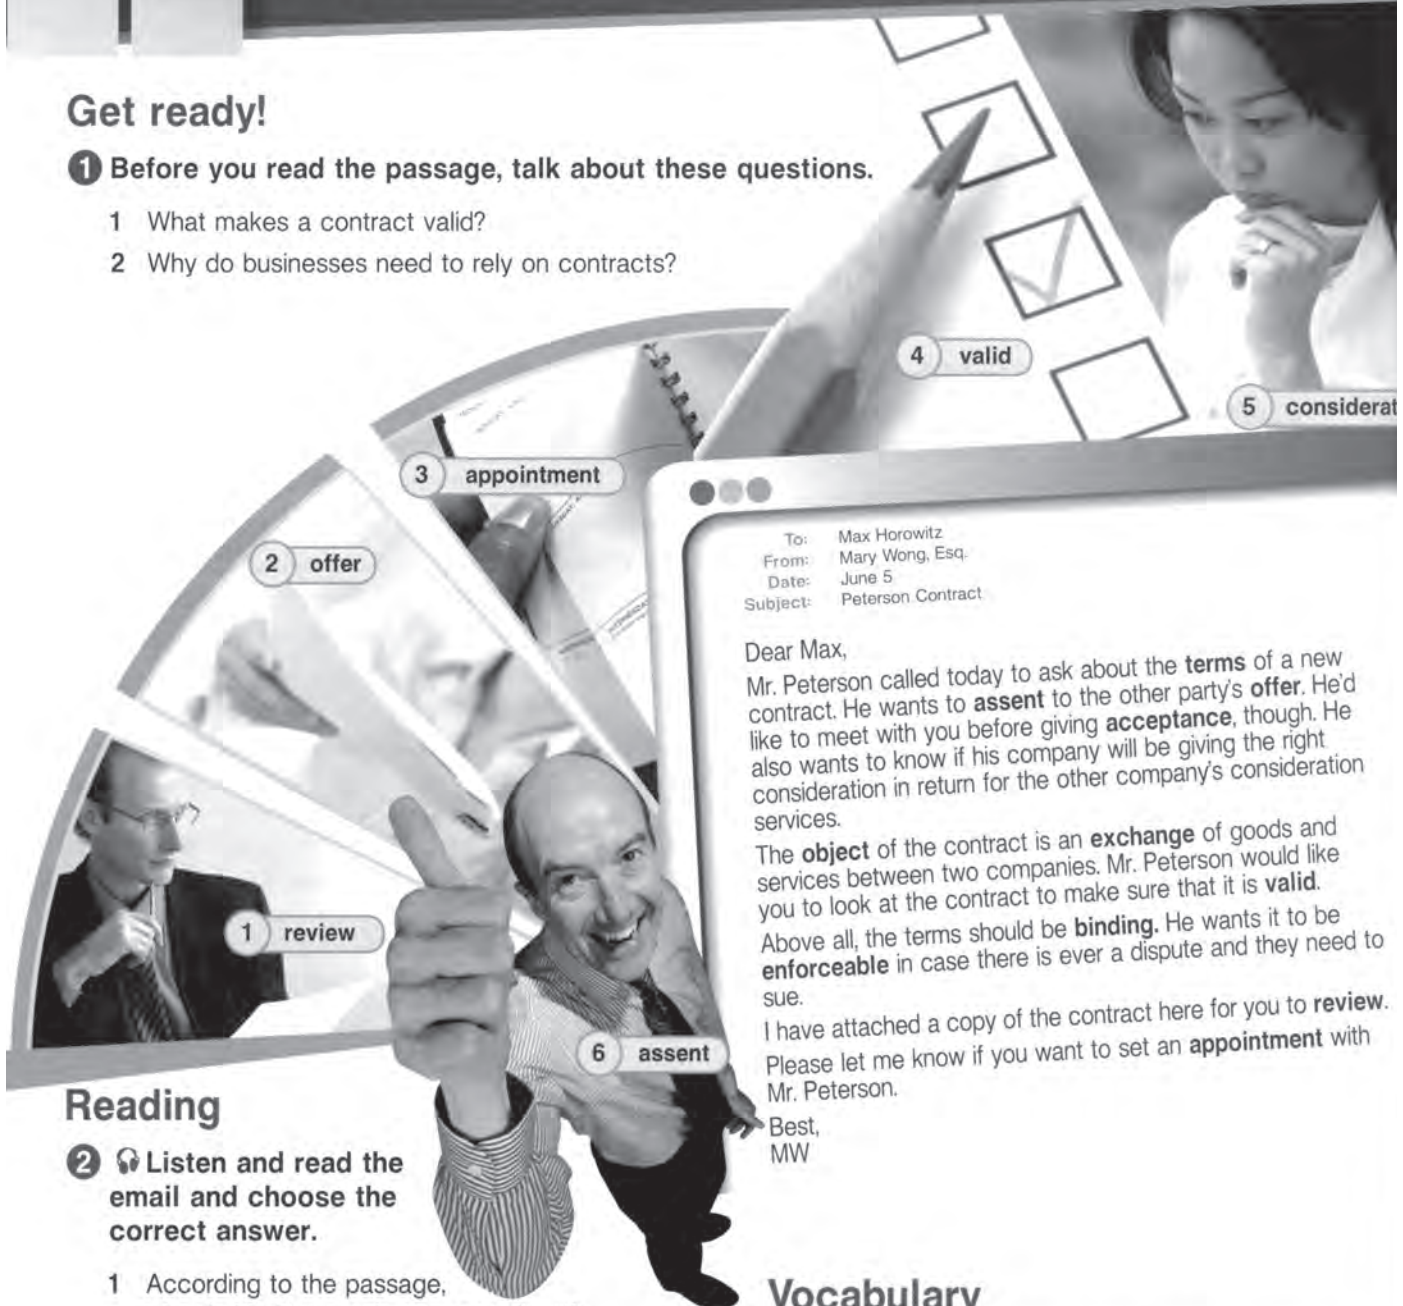 Get ready!
1 Before you read the passage, talk about these questions.
1 What makes a contract valid?
2 Why do businesses need to rely on contracts?
4 valid
5 considerat
3 appointment
2 offer
1 review
6 assent
To: Max Horowitz
From: Mary Wong, Esq.
Date: June 5
Subject: Peterson Contract
Dear Max,
Mr. Peterson called today to ask about the terms of a new
contract. He wants to assent to the other party's offer. He'd
like to meet with you before giving acceptance, though. He
also wants to know if his company will be giving the right
consideration in return for the other company's consideration
services.
The object of the contract is an exchange of goods and
services between two companies. Mr. Peterson would like
you to look at the contract to make sure that it is valid.
Above all, the terms should be binding. He wants it to be
enforceable in case there is ever a dispute and they need to
sue.
I have attached a copy of the contract here for you to review.
Please let me know if you want to set an appointment with
Mr. Peterson.
Best,
MW
Reading
2 Listen and read the
email and choose the
correct answer.
1 According to the passage,
Vocabulary